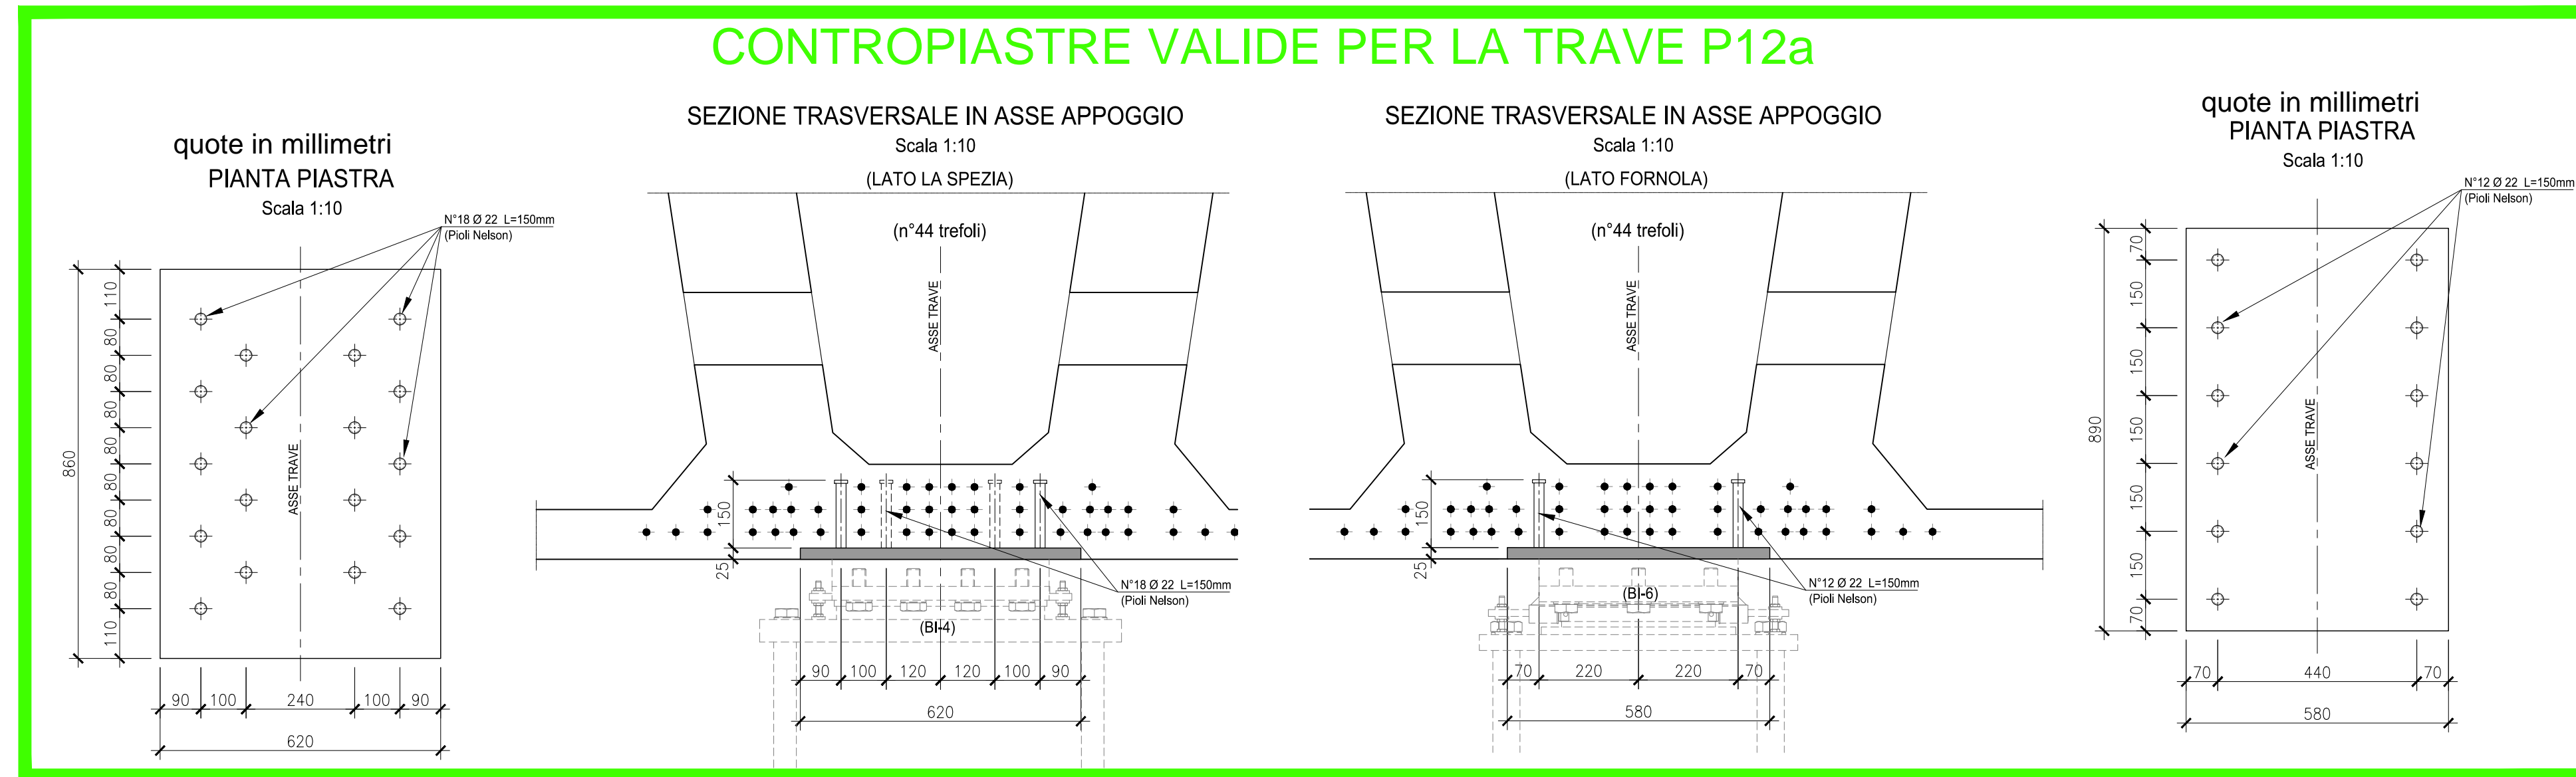 CONTROPIASTRE VALIDE PER LA TRAVE P12a
quote in millimetri
PIANTA PIASTRA
Scala 1:10
N°18 Ø 22 L=150mm
(Pioli Nelson)
ASSE TRAVE
860
110
80
80
80
80
80
80
80
80
110
90
100
240
100
90
620
SEZIONE TRASVERSALE IN ASSE APPOGGIO
Scala 1:10
(LATO LA SPEZIA)
(n°44 trefoli)
ASSE TRAVE
150
25
N°18 Ø 22 L=150mm
(Pioli Nelson)
(BI-4)
90
100
120
120
100
90
620
SEZIONE TRASVERSALE IN ASSE APPOGGIO
Scala 1:10
(LATO FORNOLA)
(n°44 trefoli)
ASSE TRAVE
150
25
N°12 Ø 22 L=150mm
(Pioli Nelson)
(BI-6)
70
220
220
70
580
quote in millimetri
PIANTA PIASTRA
Scala 1:10
N°12 Ø 22 L=150mm
(Pioli Nelson)
ASSE TRAVE
890
70
150
150
150
150
150
70
70
440
70
580